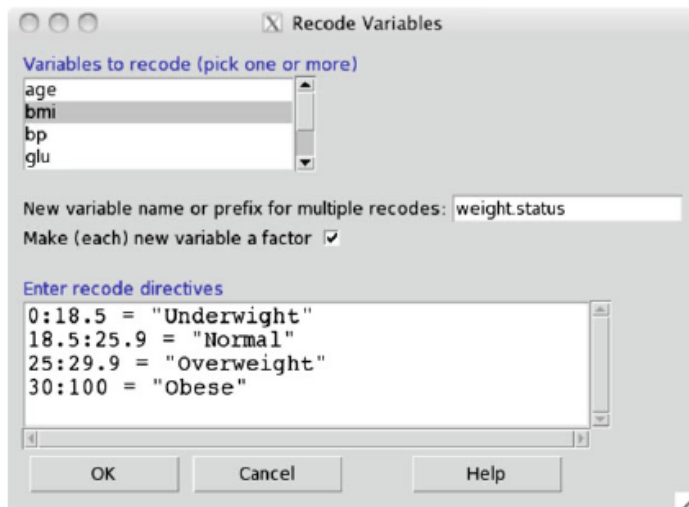 Recode Variables
Variables to recode (pick one or more)
age
bmi
bp
glu
New variable name or prefix for multiple recodes: weight.status
Make (each) new variable a factor
Enter recode directives
0:18.5 = "Underwight"
18.5:25.9 = "Normal"
25:29.9 = "Overweight"
30:100 = "Obese"
OK Cancel Help